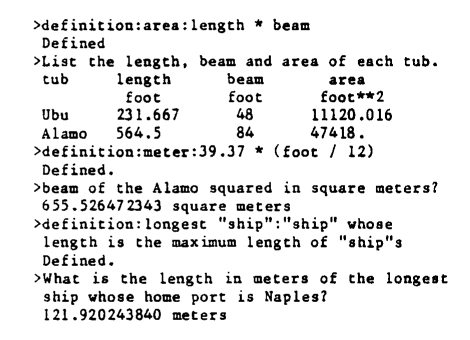 >definition:area:length * beam
Defined
>List the length, beam and area of each tub.
tub length beam area
foot foot foot**2
Ubu 231.667 48 11120.016
Alamo 564.5 84 47418.
>definition:meter:39.37 * (foot / 12)
Defined.
>beam of the Alamo squared in square meters?
655.526472343 square meters
>definition:longest "ship":"ship" whose
length is the maximum length of "ship"s
Defined.
>What is the length in meters of the longest
ship whose home port is Naples?
121.920243840 meters